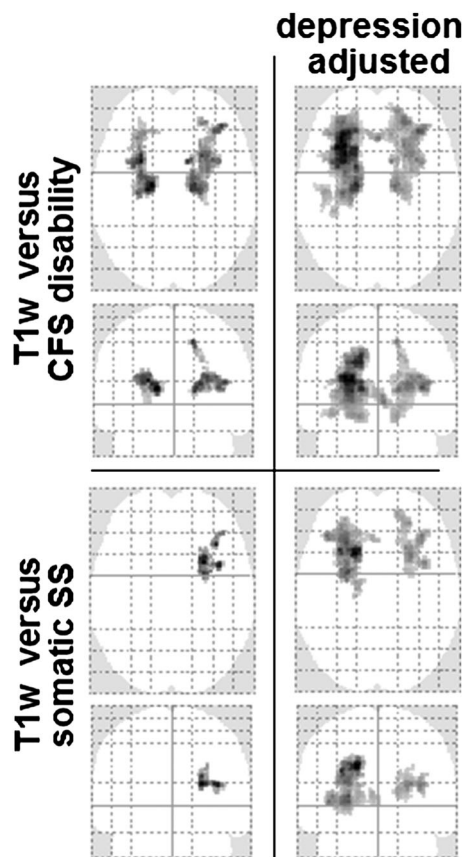 depression
adjusted
T1w versus
CFS disability
T1w versus
somatic SS